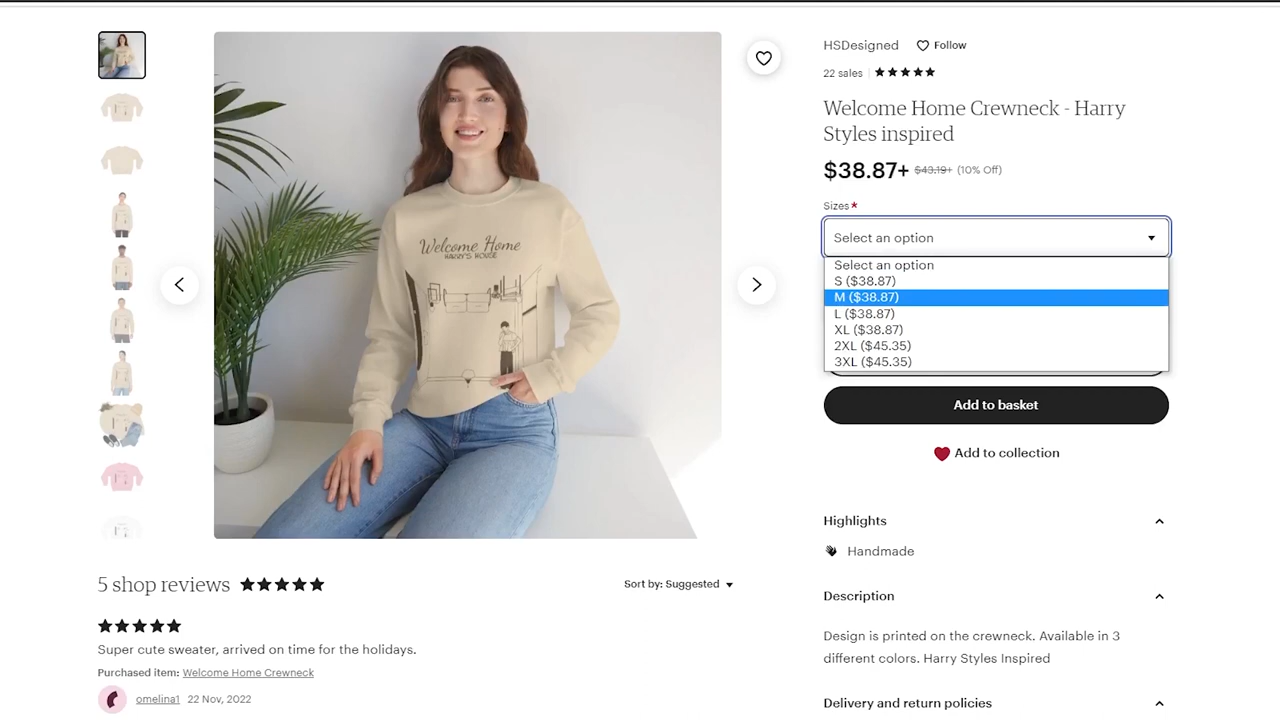 HSDesigned Follow
22 sales
Welcome Home Crewneck - Harry
Styles inspired
$38.87+ $43.19+ (10% Off)
Sizes*
Select an option
Select an option
S ($38.87)
M ($38.87)
L ($38.87)
XL ($38.87)
2XL ($45.35)
3XL ($45.35)
Add to basket
Add to collection
Highlights
Handmade
Description
Design is printed on the crewneck. Available in 3
different colors. Harry Styles Inspired
Delivery and return policies
Welcome Home
HARRY'S HOUSE
5 shop reviews
Sort by: Suggested
Super cute sweater, arrived on time for the holidays.
Purchased item: Welcome Home Crewneck
omelina1 22 Nov, 2022